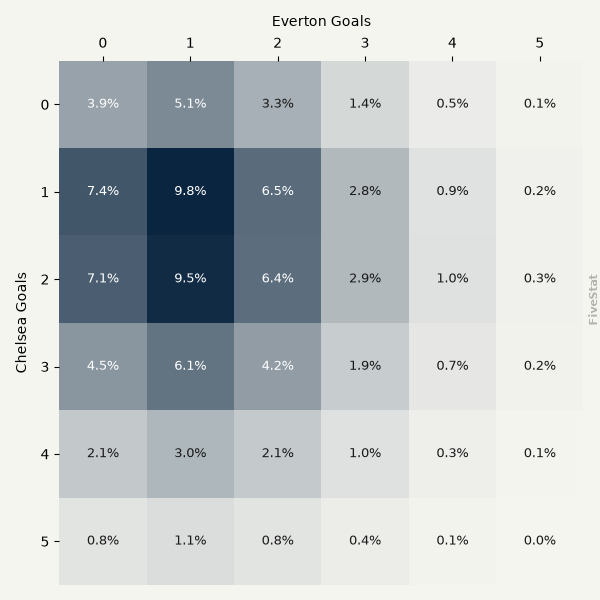 Everton Goals
0 1 2 3 4 5
0 3.9% 5.1% 3.3% 1.4% 0.5% 0.1%
1 7.4% 9.8% 6.5% 2.8% 0.9% 0.2%
2 7.1% 9.5% 6.4% 2.9% 1.0% 0.3%
3 4.5% 6.1% 4.2% 1.9% 0.7% 0.2%
4 2.1% 3.0% 2.1% 1.0% 0.3% 0.1%
5 0.8% 1.1% 0.8% 0.4% 0.1% 0.0%
Chelsea Goals
FiveStat